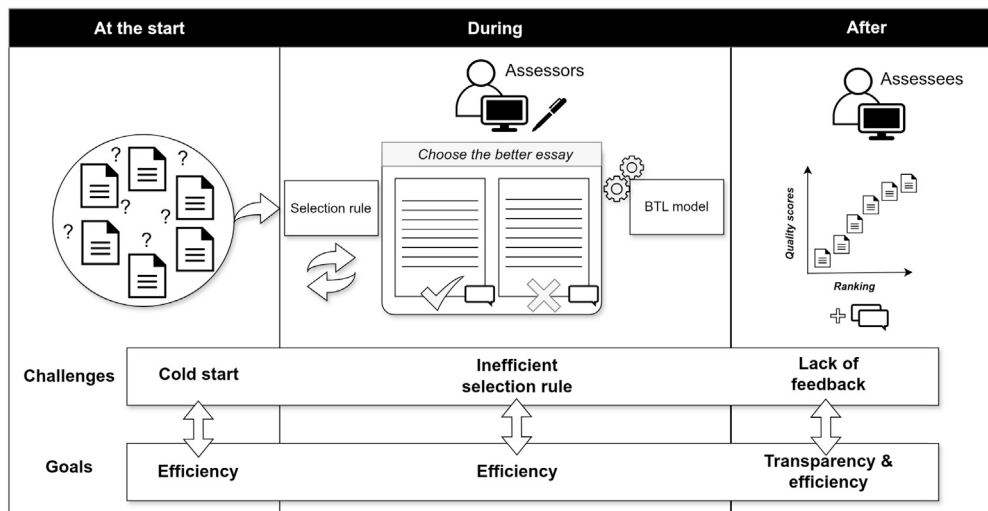 At the start
During
After
Assessors
Assessees
? ? ? ? ? ?
Choose the better essay
Selection rule
BTL model
Quality scores
Ranking
Challenges
Cold start
Inefficient
selection rule
Lack of
feedback
Goals
Efficiency
Efficiency
Transparency &
efficiency